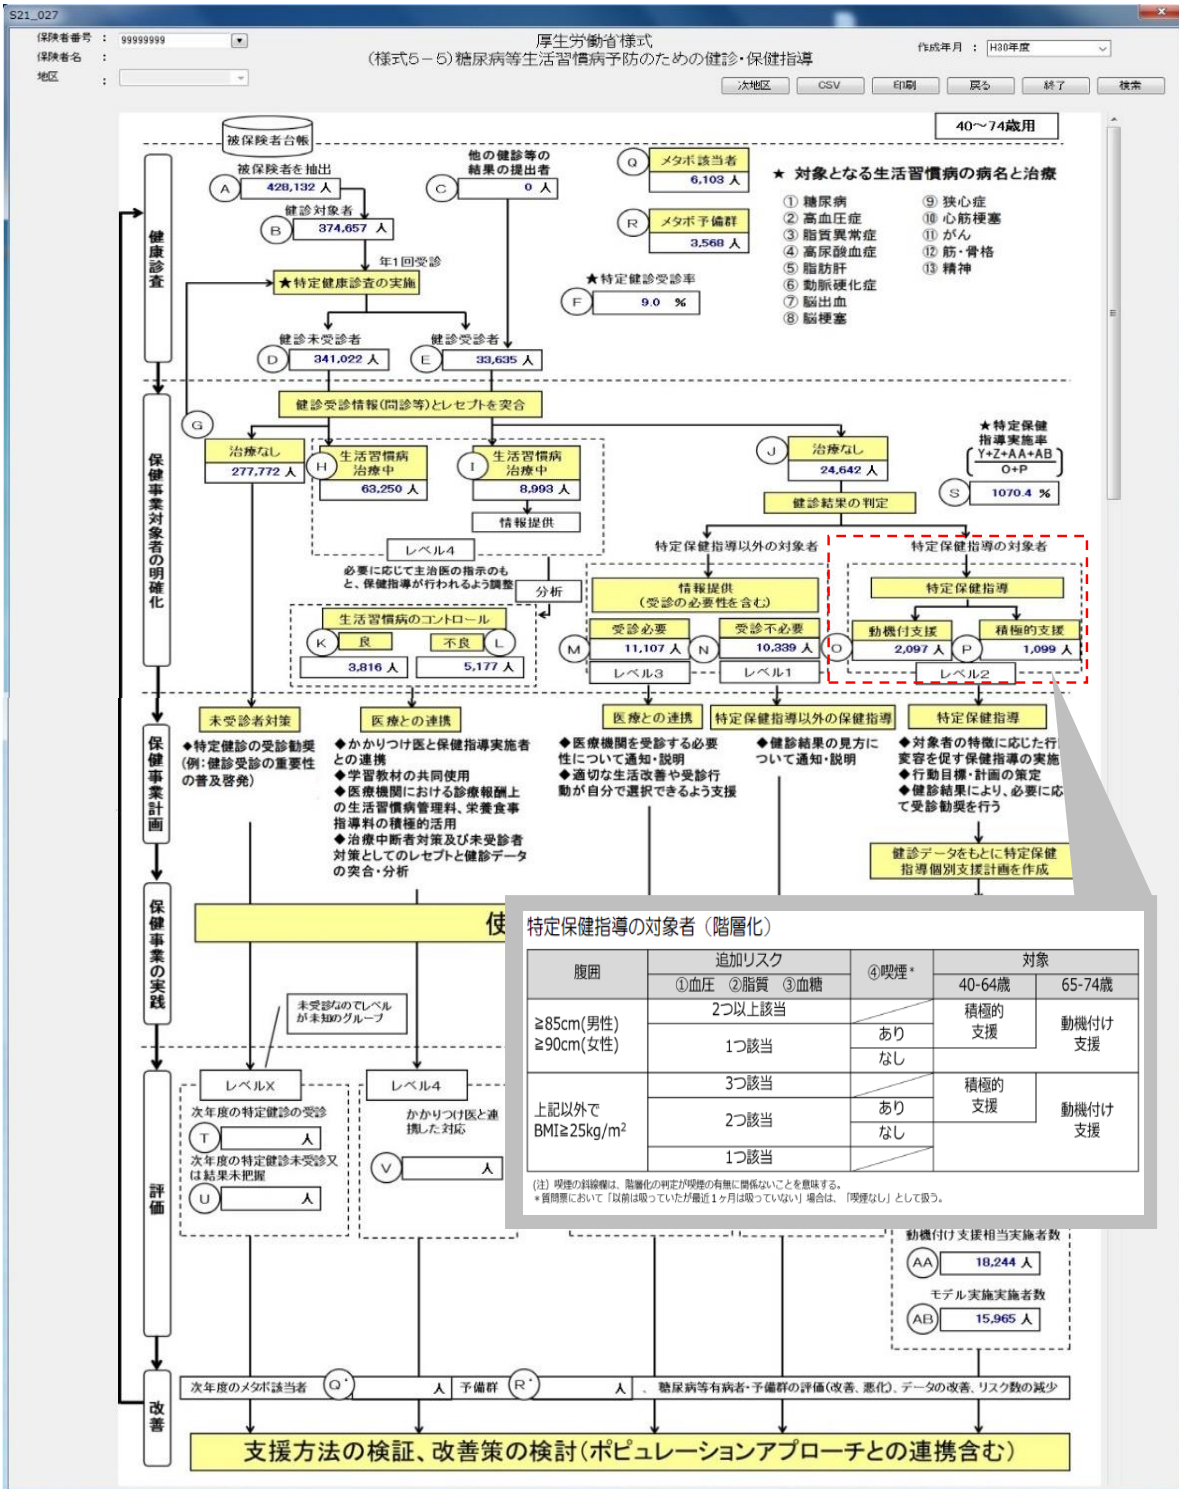 S21_027
保険者番号 : 99999999
保険者名 :
地区 :
厚生労働省様式
(様式5-5)糖尿病等生活習慣病予防のための健診・保健指導
作成年月 : H30年度
次地区 CSV 印刷 戻る 終了 検索
40～74歳用
被保険者台帳
被保険者を抽出
A 428,132 人
健診対象者
B 374,657 人
年1回受診
★特定健康診査の実施
他の健診等の
結果の提出者
C 0 人
Q メタボ該当者
6,103 人
R メタボ予備群
3,568 人
★特定健診受診率
F 9.0 %
★ 対象となる生活習慣病の病名と治療
① 糖尿病
② 高血圧症
③ 脂質異常症
④ 高尿酸血症
⑤ 脂肪肝
⑥ 動脈硬化症
⑦ 脳出血
⑧ 脳梗塞
⑨ 狭心症
⑩ 心筋梗塞
⑪ がん
⑫ 筋・骨格
⑬ 精神
健康診査
健診未受診者
D 341,022 人
健診受診者
E 33,635 人
健診受診情報(問診等)とレセプトを突合
保健事業対象者の明確化
G 治療なし
277,772 人
H 生活習慣病
治療中
63,250 人
I 生活習慣病
治療中
8,993 人
情報提供
レベル4
必要に応じて主治医の指示のも
と、保健指導が行われるよう調整
分析
J 治療なし
24,642 人
健診結果の判定
★特定保健
指導実施率
Y+Z+AA+AB
O+P
S 1070.4 %
生活習慣病のコントロール
K 良
3,816 人
不良 L
5,177 人
特定保健指導以外の対象者
情報提供
(受診の必要性を含む)
M 受診必要
11,107 人
レベル3
N 受診不必要
10,339 人
レベル1
特定保健指導の対象者
特定保健指導
O 動機付支援
2,097 人
P 積極的支援
1,099 人
レベル2
保健事業計画
未受診者対策
◆特定健診の受診勧奨
(例:健診受診の重要性
の普及啓発)
医療との連携
◆かかりつけ医と保健指導実施者
との連携
◆学習教材の共同使用
◆医療機関における診療報酬上
の生活習慣病管理料、栄養食事
指導料の積極的活用
◆治療中断者対策及び未受診者
対策としてのレセプトと健診データ
の突合・分析
医療との連携
◆医療機関を受診する必要
性について通知・説明
◆適切な生活改善や受診行
動が自分で選択できるよう支援
特定保健指導以外の保健指導
◆健診結果の見方に
ついて通知・説明
特定保健指導
◆対象者の特徴に応じた行
変容を促す保健指導の実施
◆行動目標・計画の策定
◆健診結果により、必要に応
て受診勧奨を行う
健診データをもとに特定保健
指導個別支援計画を作成
保健事業の実践
使
未受診なのでレベル
が未知のグループ
特定保健指導の対象者（階層化）
腹囲 追加リスク ④喫煙* 対象
①血圧 ②脂質 ③血糖 40-64歳 65-74歳
≧85cm(男性)
≧90cm(女性)
2つ以上該当
1つ該当
あり
なし
積極的
支援
動機付け
支援
上記以外で
BMI≧25kg/m²
3つ該当
2つ該当
あり
なし
1つ該当
積極的
支援
動機付け
支援
(注) 喫煙の斜線欄は、階層化の判定が喫煙の有無に関係ないことを意味する。
*質問票において「以前は吸っていたが最近1ヶ月は吸っていない」場合は、「喫煙なし」として扱う。
評価
レベルX
次年度の特定健診の受診
T 人
次年度の特定健診未受診又
は結果未把握
U 人
レベル4
かかりつけ医と連
携した対応
V 人
動機付け支援相当実施者数
AA 18,244 人
モデル実施実施者数
AB 15,965 人
改善
次年度のメタボ該当者 Q' 人 予備群 R' 人 、糖尿病等有病者・予備群の評価(改善、悪化)、データの改善、リスク数の減少
支援方法の検証、改善策の検討(ポピュレーションアプローチとの連携含む)